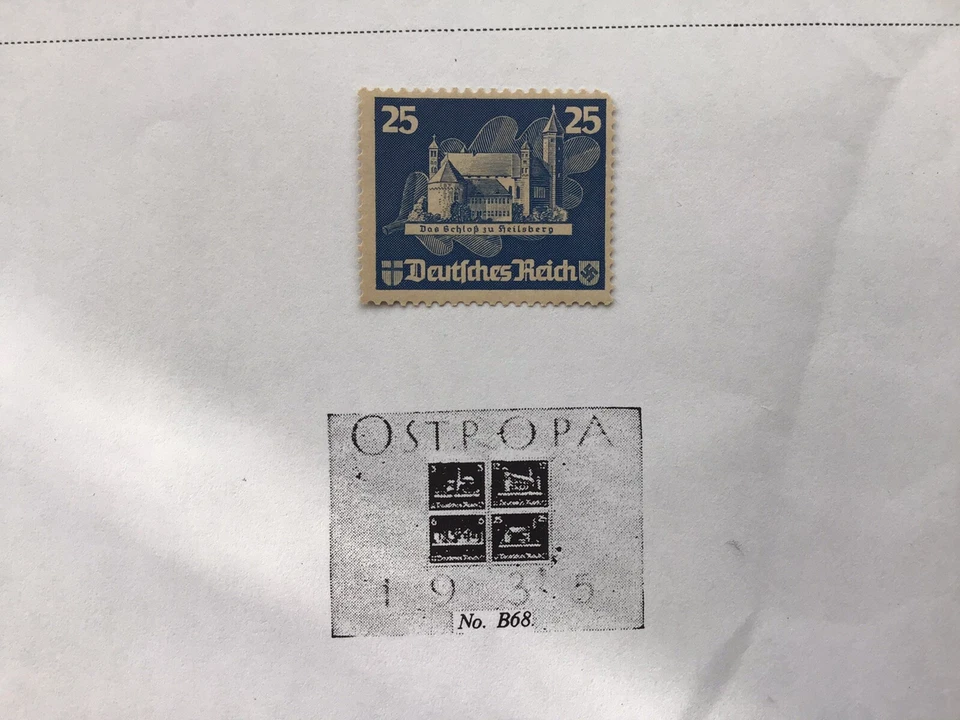 25 25
Das Schloß zu Heilsberg
Deutsches Reich
OSTROPA
1935
No. B68.